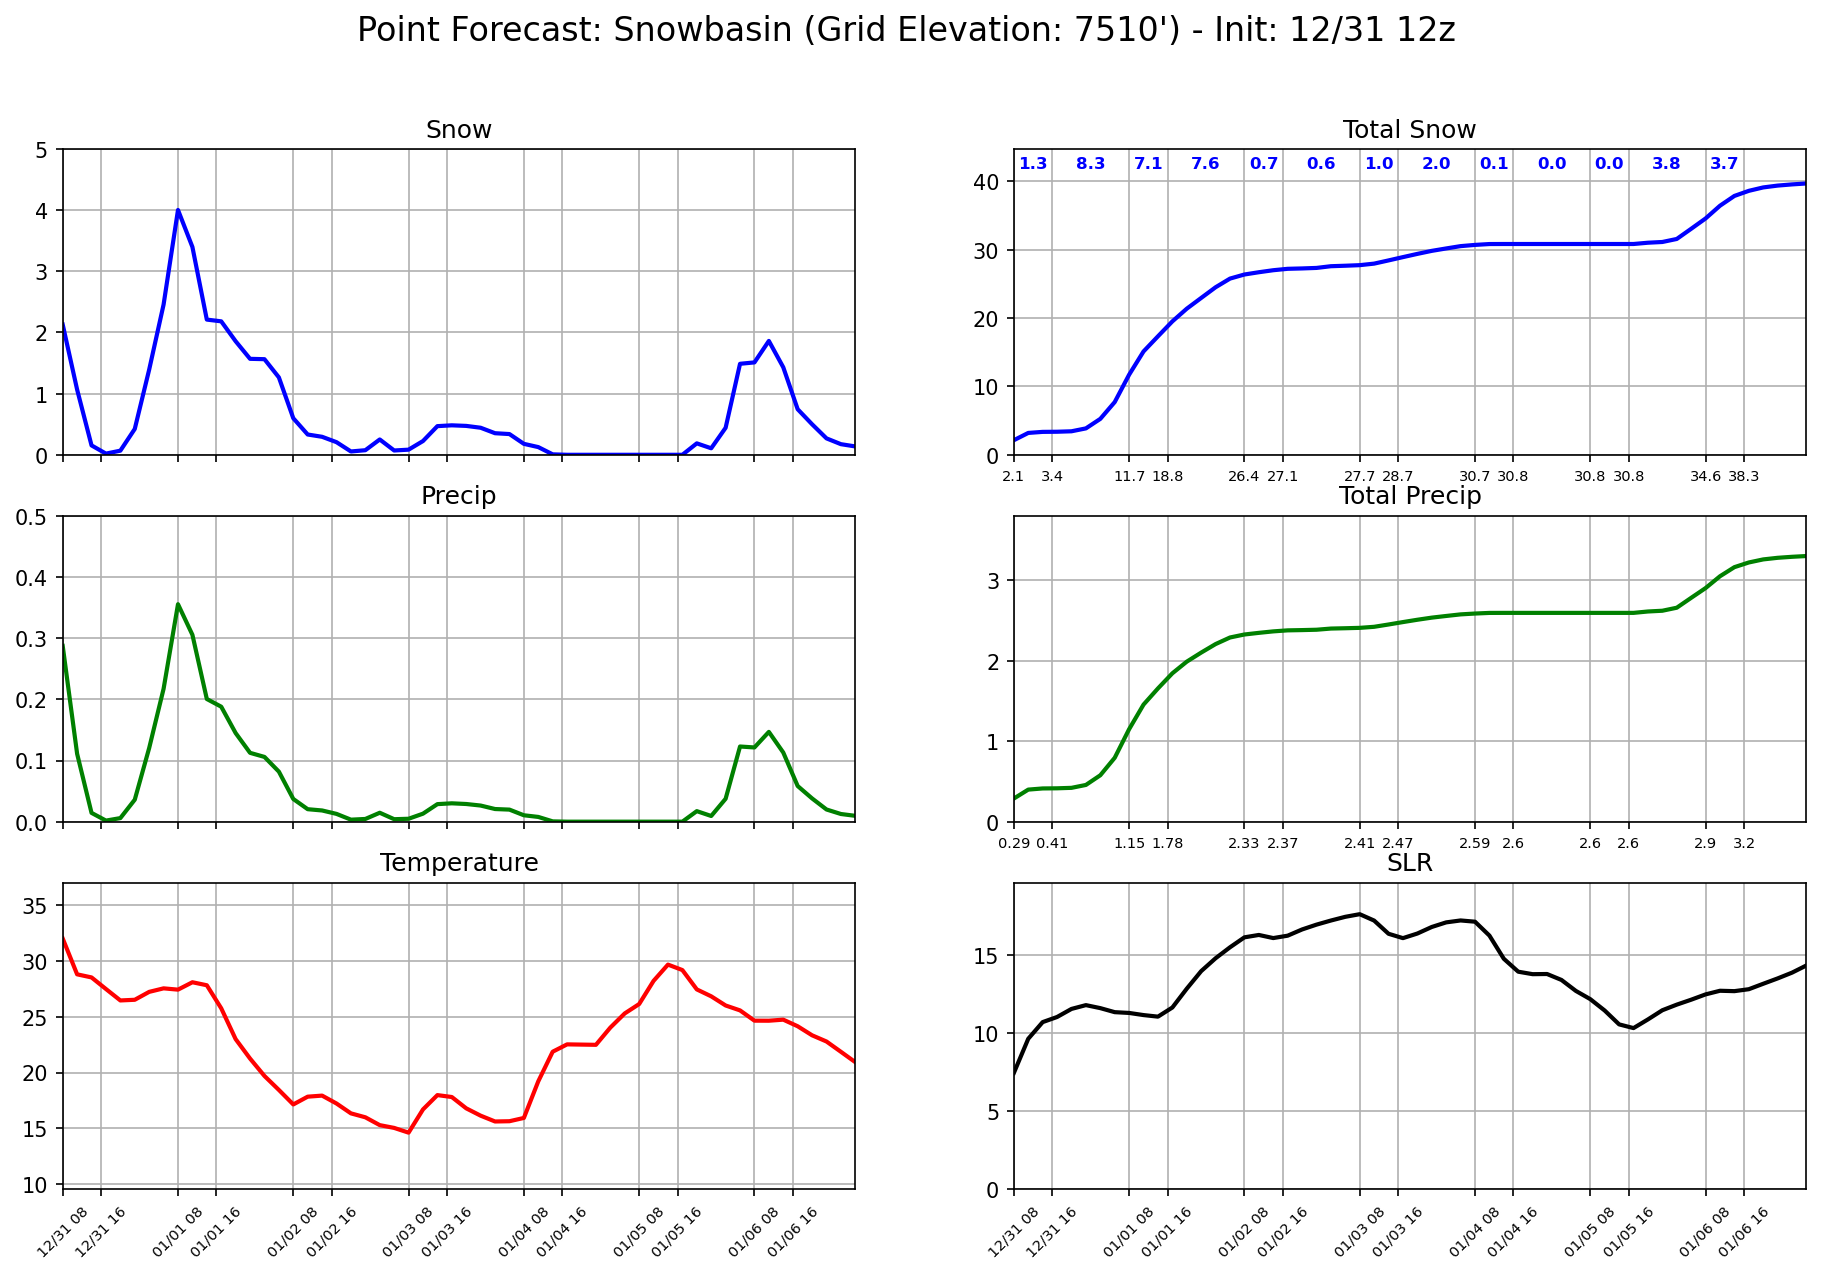 Point Forecast: Snowbasin (Grid Elevation: 7510') - Init: 12/31 12z
Snow
5
4
3
2
1
0
Total Snow
1.3 8.3 7.1 7.6 0.7 0.6 1.0 2.0 0.1 0.0 0.0 3.8 3.7
40
30
20
10
0
2.1 3.4 11.7 18.8 26.4 27.1 27.7 28.7 30.7 30.8 30.8 30.8 34.6 38.3
Precip
0.5
0.4
0.3
0.2
0.1
0.0
Total Precip
3
2
1
0
0.29 0.41 1.15 1.78 2.33 2.37 2.41 2.47 2.59 2.6 2.6 2.6 2.9 3.2
Temperature
35
30
25
20
15
10
12/31 08 12/31 16 01/01 08 01/01 16 01/02 08 01/02 16 01/03 08 01/03 16 01/04 08 01/04 16 01/05 08 01/05 16 01/06 08 01/06 16
SLR
15
10
5
0
12/31 08 12/31 16 01/01 08 01/01 16 01/02 08 01/02 16 01/03 08 01/03 16 01/04 08 01/04 16 01/05 08 01/05 16 01/06 08 01/06 16